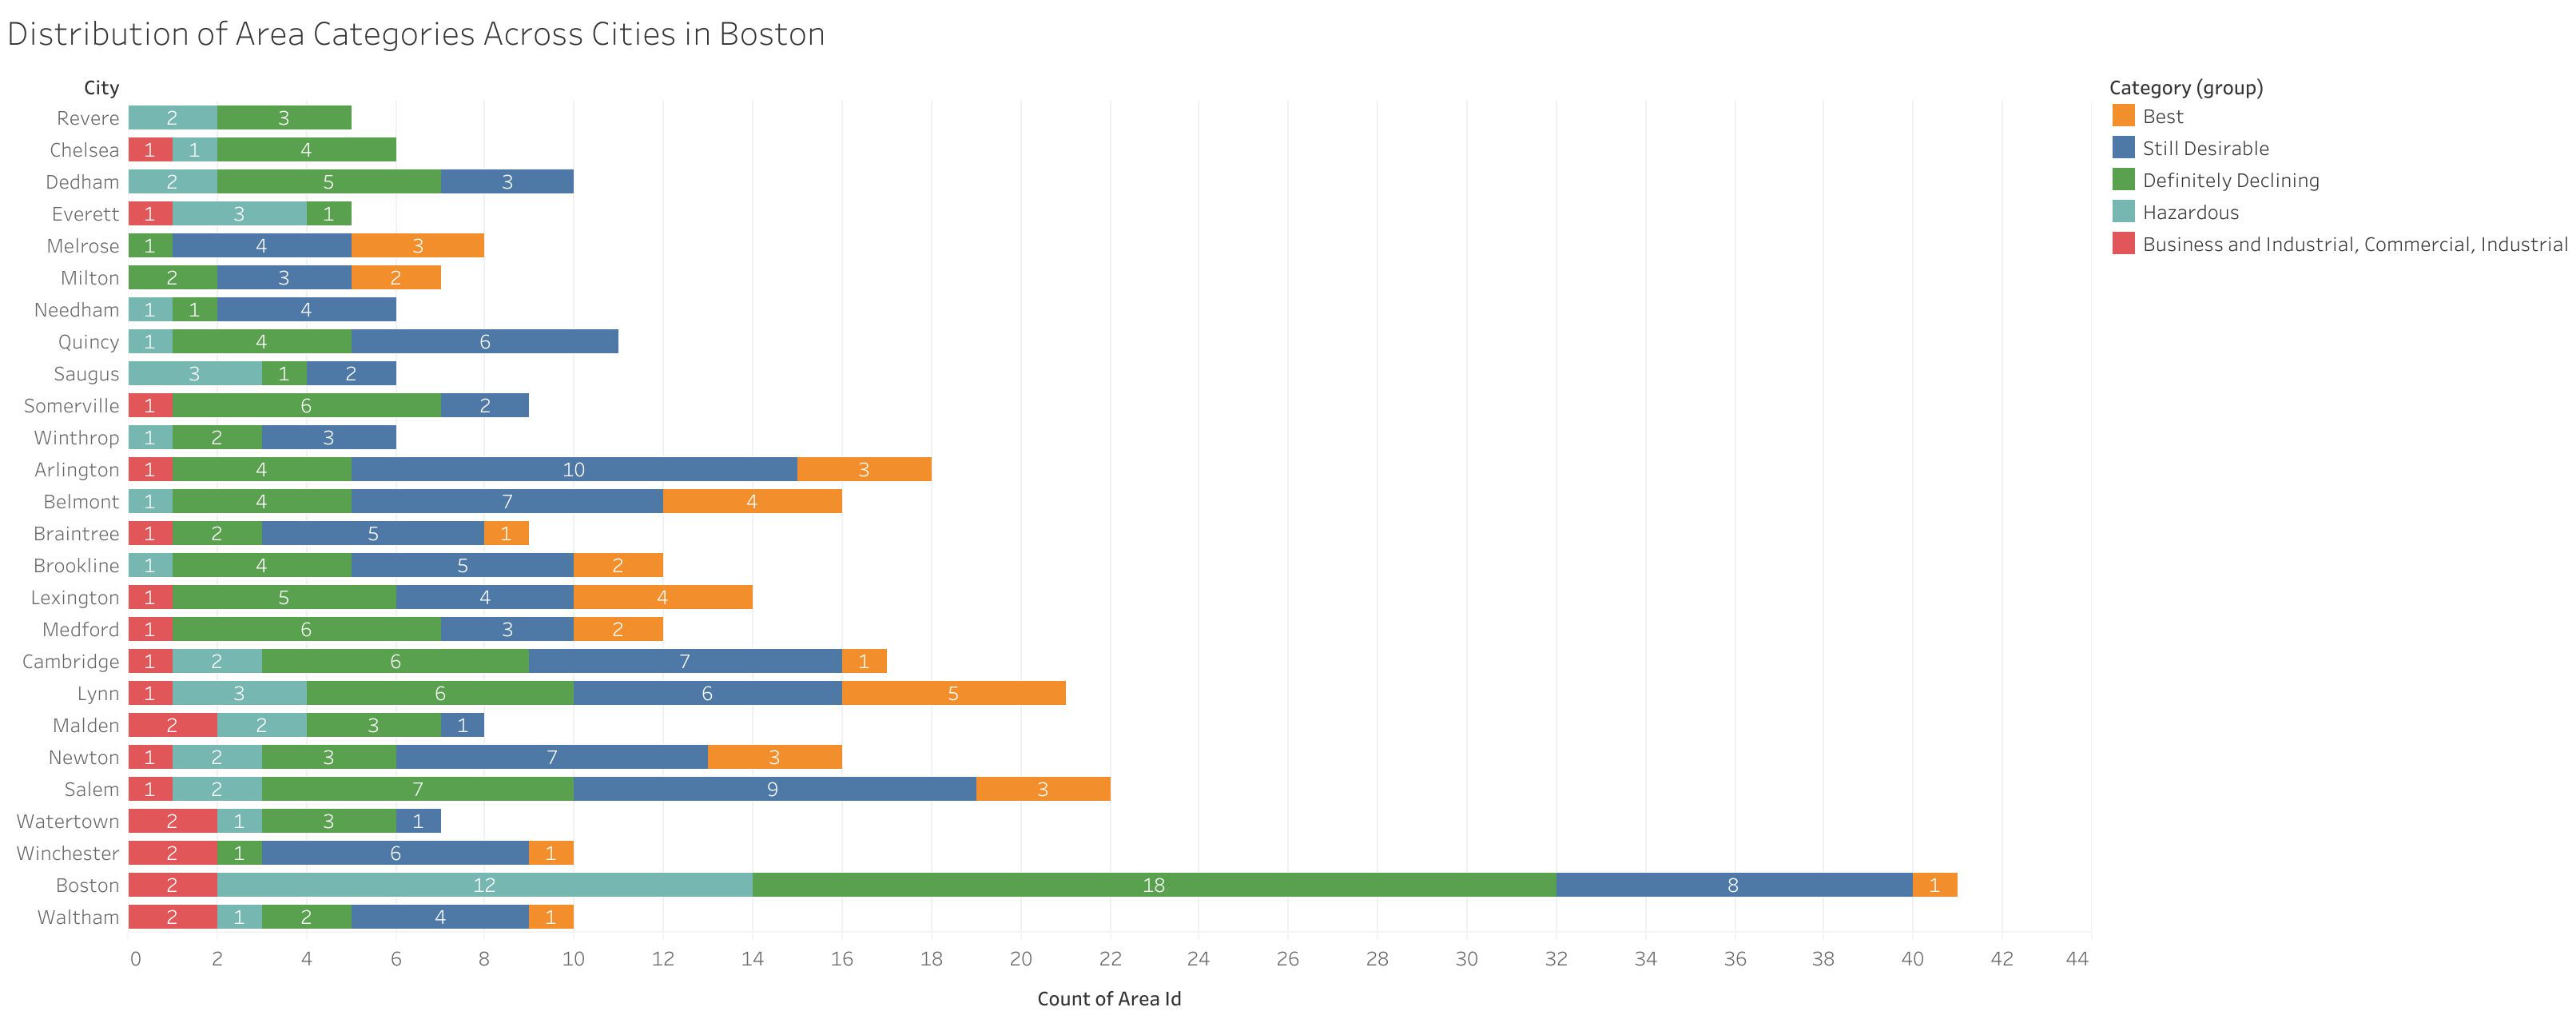 Distribution of Area Categories Across Cities in Boston
City
Revere 2 3
Chelsea 1 1 4
Dedham 2 5 3
Everett 1 3 1
Melrose 1 4 3
Milton 2 3 2
Needham 1 1 4
Quincy 1 4 6
Saugus 3 1 2
Somerville 1 6 2
Winthrop 1 2 3
Arlington 1 4 10 3
Belmont 1 4 7 4
Braintree 1 2 5 1
Brookline 1 4 5 2
Lexington 1 5 4 4
Medford 1 6 3 2
Cambridge 1 2 6 7 1
Lynn 1 3 6 6 5
Malden 2 2 3 1
Newton 1 2 3 7 3
Salem 1 2 7 9 3
Watertown 2 1 3 1
Winchester 2 1 6 1
Boston 2 12 18 8 1
Waltham 2 1 2 4 1
0 2 4 6 8 10 12 14 16 18 20 22 24 26 28 30 32 34 36 38 40 42 44
Count of Area Id
Category (group)
Best
Still Desirable
Definitely Declining
Hazardous
Business and Industrial, Commercial, Industrial